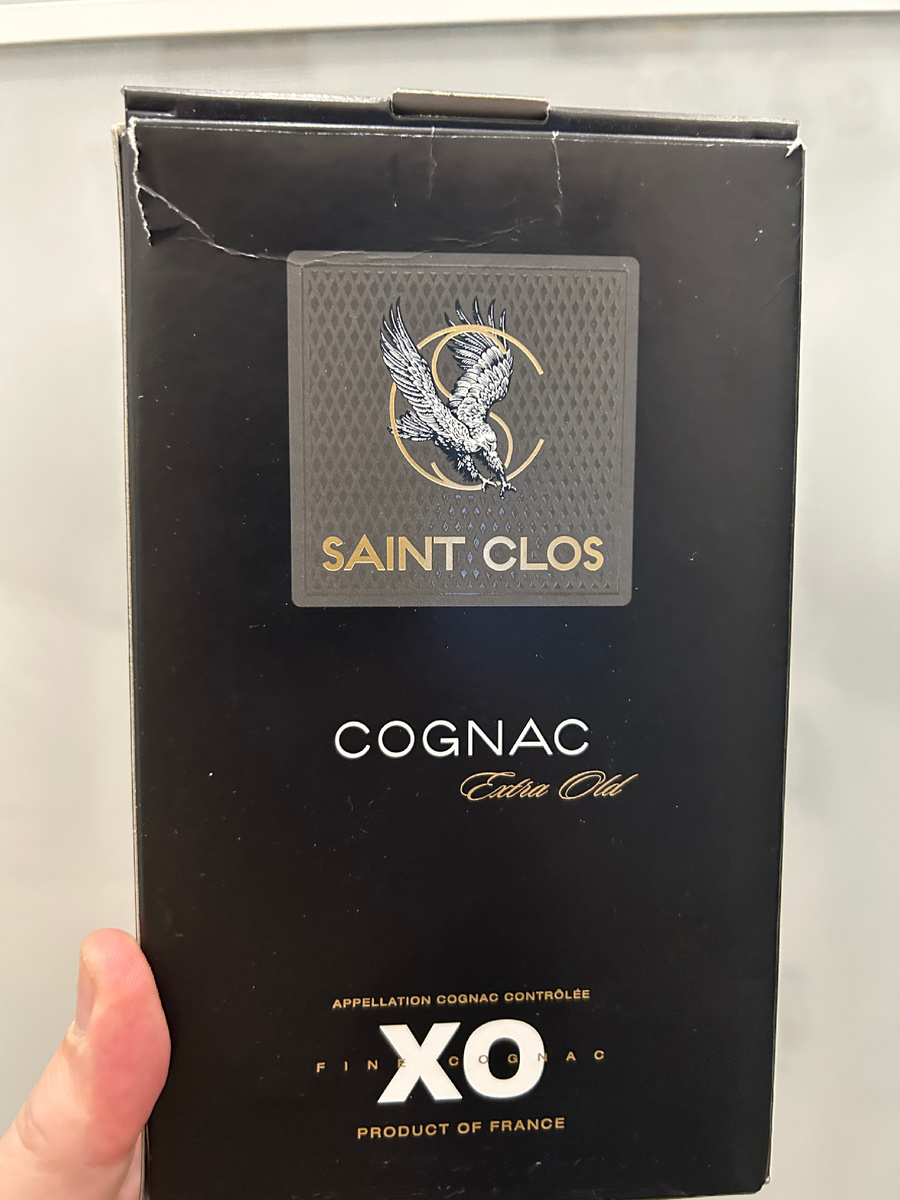 SAINT CLOS
COGNAC
Extra Old
APPELLATION COGNAC CONTRÔLÉE
XO
FINE COGNAC
PRODUCT OF FRANCE